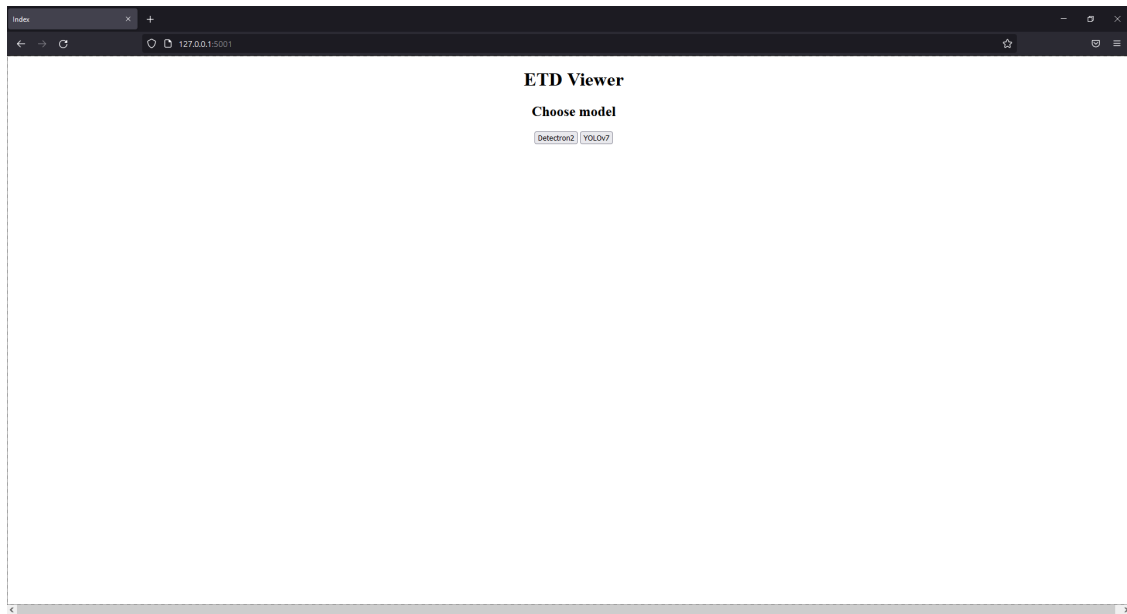 Index
127.0.0.1:5001
ETD Viewer
Choose model
Detectron2 YOLOv7